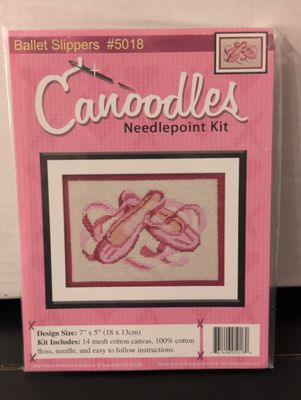 Ballet Slippers #5018
Canoodles
Needlepoint Kit
Design Size: 7" x 5" (18 x 13cm)
Kit Includes: 14 mesh cotton canvas, 100% cotton
floss, needle, and easy to follow instructions.